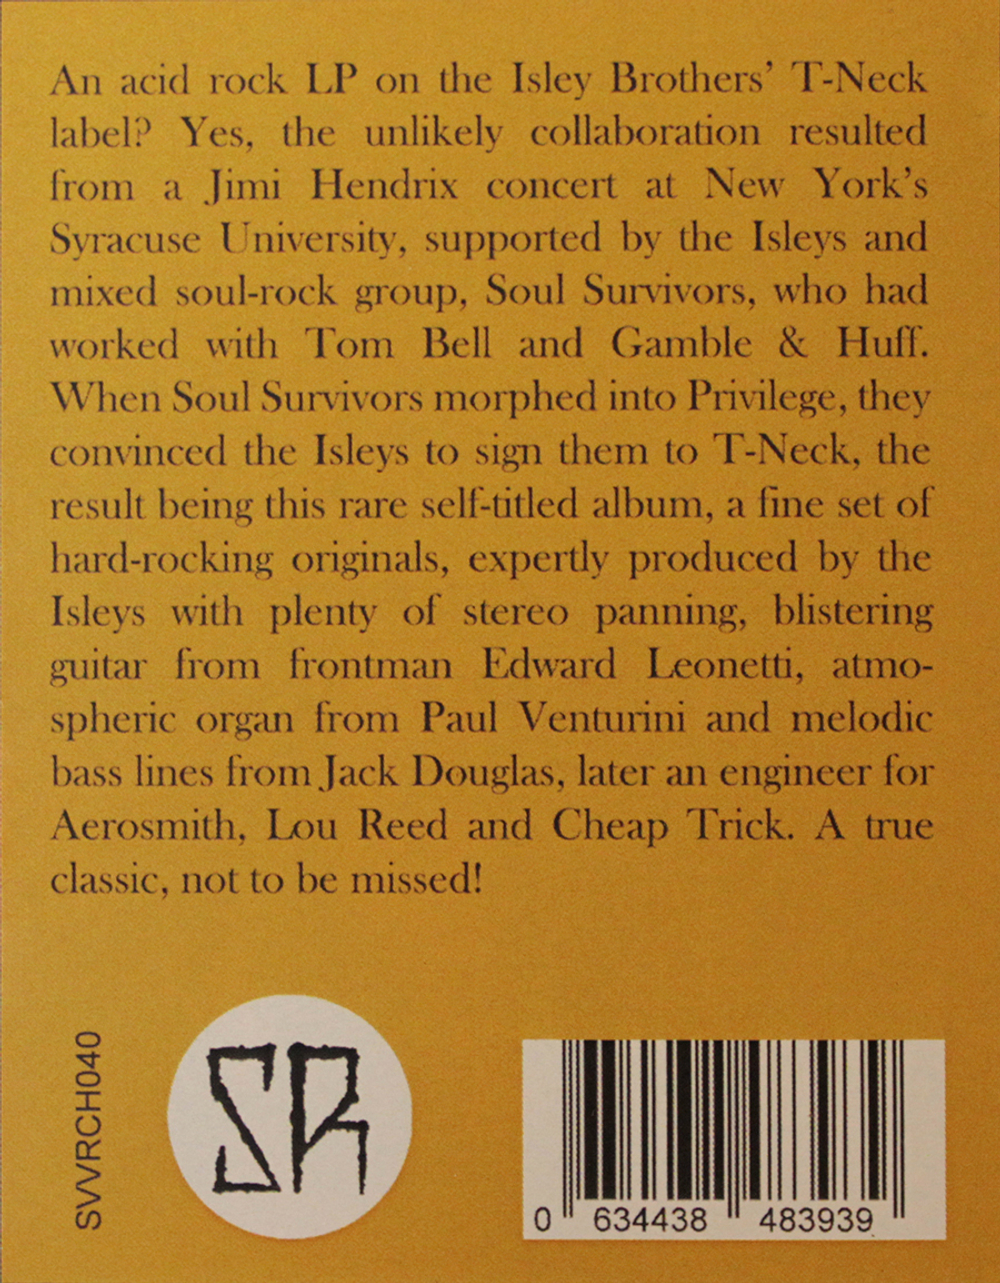 An acid rock LP on the Isley Brothers' T-Neck
label? Yes, the unlikely collaboration resulted
from a Jimi Hendrix concert at New York's
Syracuse University, supported by the Isleys and
mixed soul-rock group, Soul Survivors, who had
worked with Tom Bell and Gamble & Huff.
When Soul Survivors morphed into Privilege, they
convinced the Isleys to sign them to T-Neck, the
result being this rare self-titled album, a fine set of
hard-rocking originals, expertly produced by the
Isleys with plenty of stereo panning, blistering
guitar from frontman Edward Leonetti, atmo-
spheric organ from Paul Venturini and melodic
bass lines from Jack Douglas, later an engineer for
Aerosmith, Lou Reed and Cheap Trick. A true
classic, not to be missed!
SVVRCH040
SR
0 634438 483939